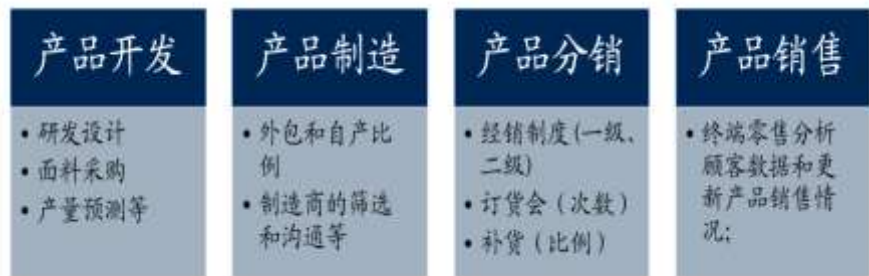 产品开发
• 研发设计
• 面料采购
• 产量预测等
产品制造
• 外包和自产比
例
• 制造商的筛选
和沟通等
产品分销
• 经销制度(一级、
二级)
• 订货会（次数）
• 补货（比例）
产品销售
• 终端零售分析
顾客数据和更
新产品销售情
况;